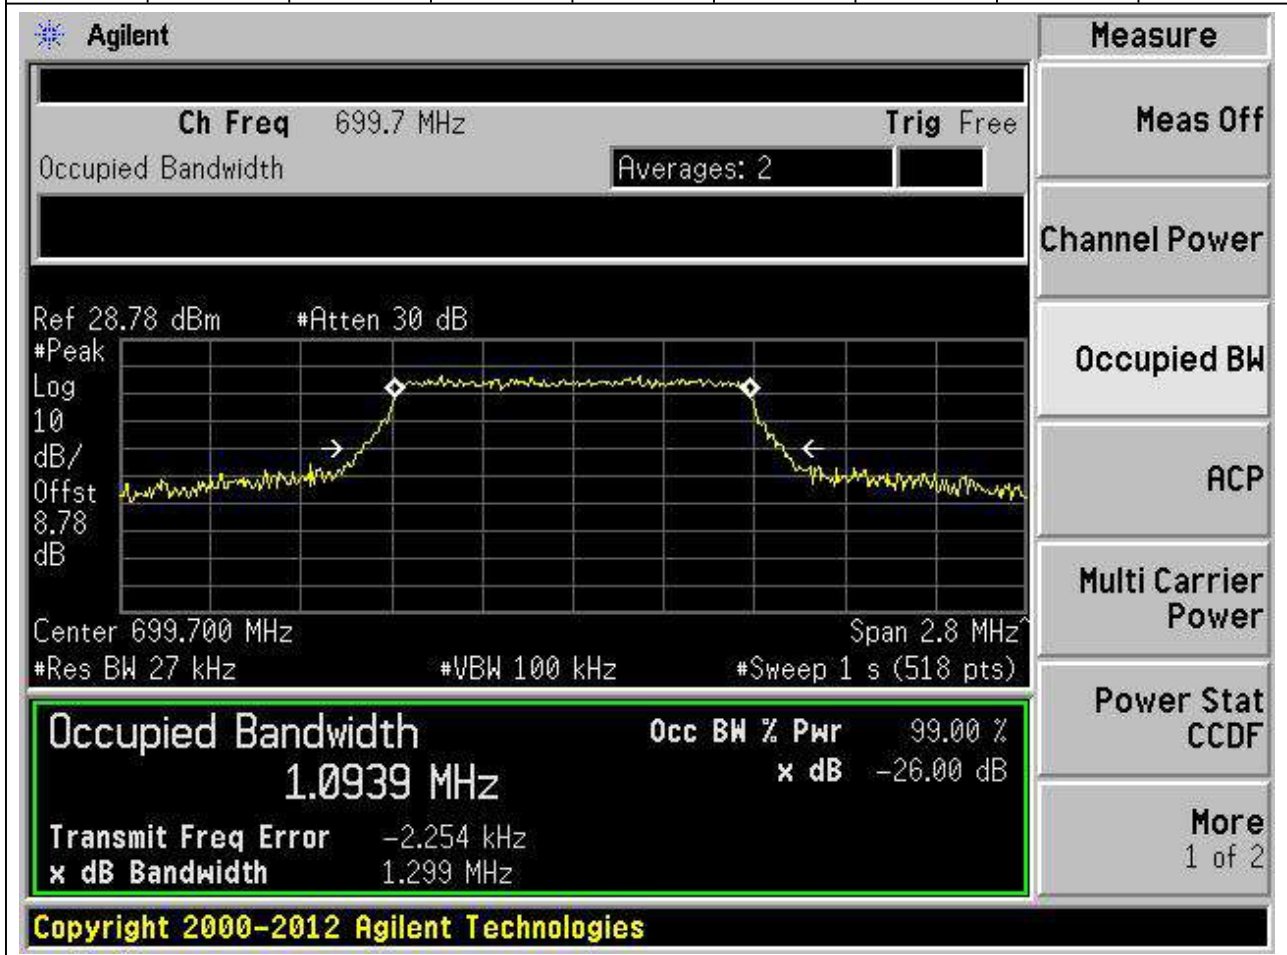 Agilent
Measure
Ch Freq 699.7 MHz Trig Free
Occupied Bandwidth Averages: 2
Meas Off
Channel Power
Occupied BW
ACP
Multi Carrier
Power
Power Stat
CCDF
More
1 of 2
Ref 28.78 dBm #Atten 30 dB
#Peak
Log
10
dB/
Offst
8.78
dB
Center 699.700 MHz Span 2.8 MHz^
#Res BW 27 kHz #VBW 100 kHz #Sweep 1 s (518 pts)
Occupied Bandwidth
1.0939 MHz
Occ BW % Pwr 99.00 %
x dB -26.00 dB
Transmit Freq Error -2.254 kHz
x dB Bandwidth 1.299 MHz
Copyright 2000-2012 Agilent Technologies